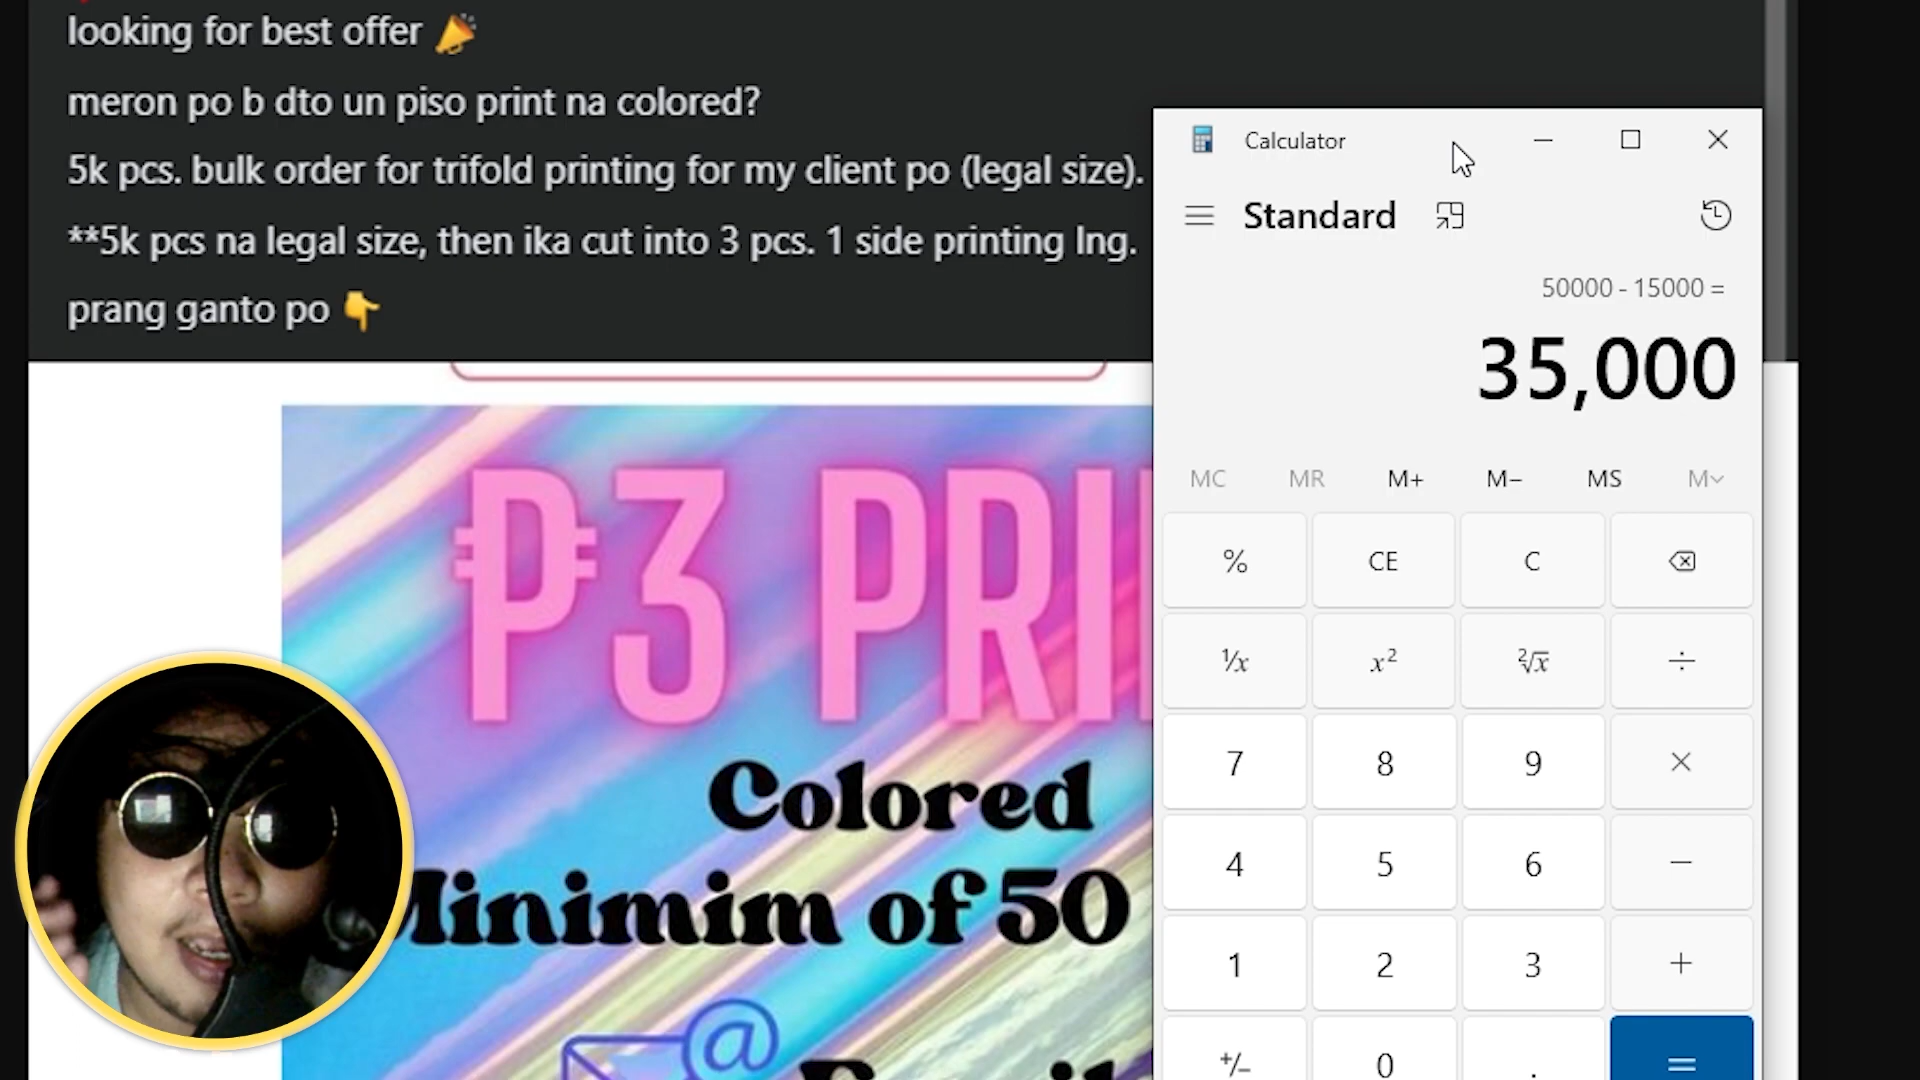 looking for best offer
meron po b dto un piso print na colored?
5k pcs. bulk order for trifold printing for my client po (legal size).
**5k pcs na legal size, then ika cut into 3 pcs. 1 side printing lng.
prang ganto po
₱3 PRI
Colored
Minimim of 50
@
Calculator
Standard
50000 - 15000 =
35,000
MC MR M+ M− MS M
% CE C
¹/x x² ²√x ÷
7 8 9 ×
4 5 6 −
1 2 3 +
+/− 0 . =